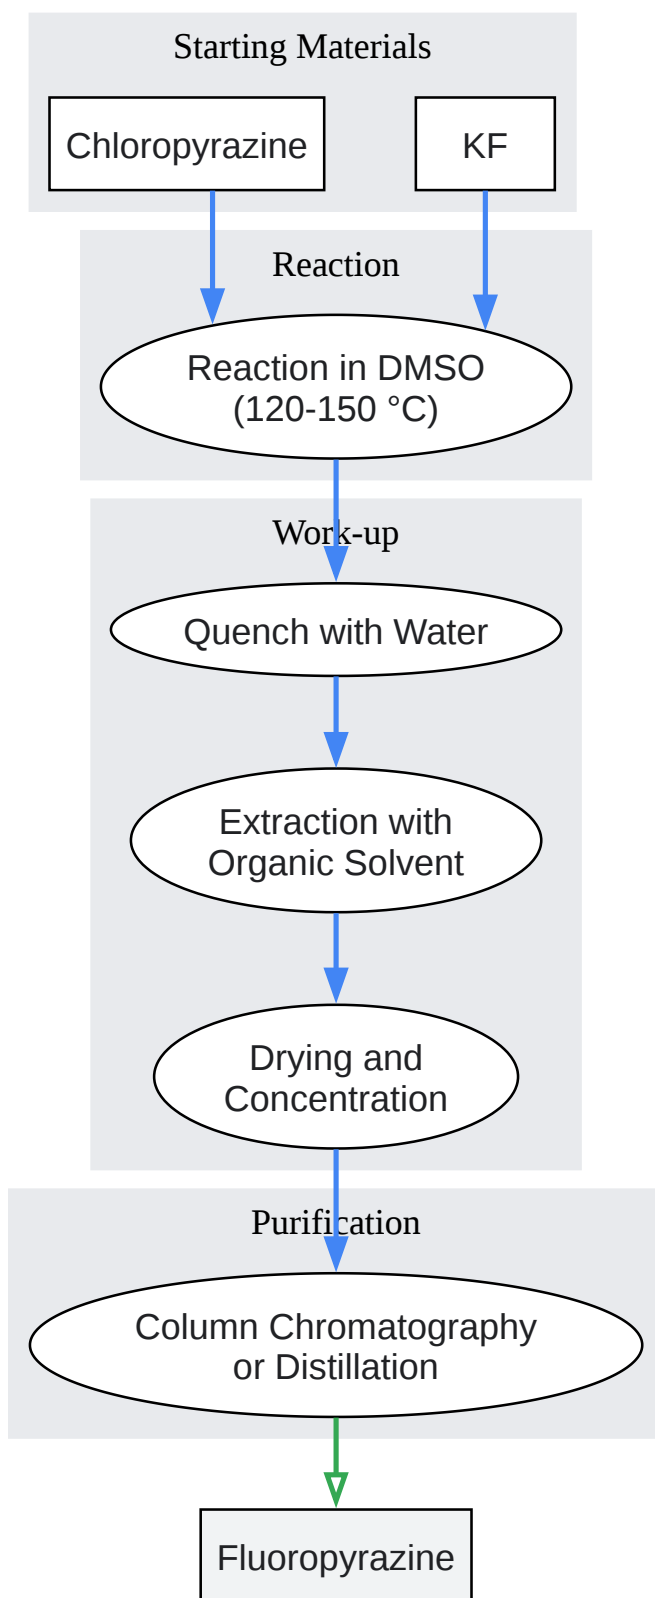 Starting Materials
Chloropyrazine
KF
Reaction
Reaction in DMSO
(120-150 °C)
Work-up
Quench with Water
Extraction with
Organic Solvent
Drying and
Concentration
Purification
Column Chromatography
or Distillation
Fluoropyrazine